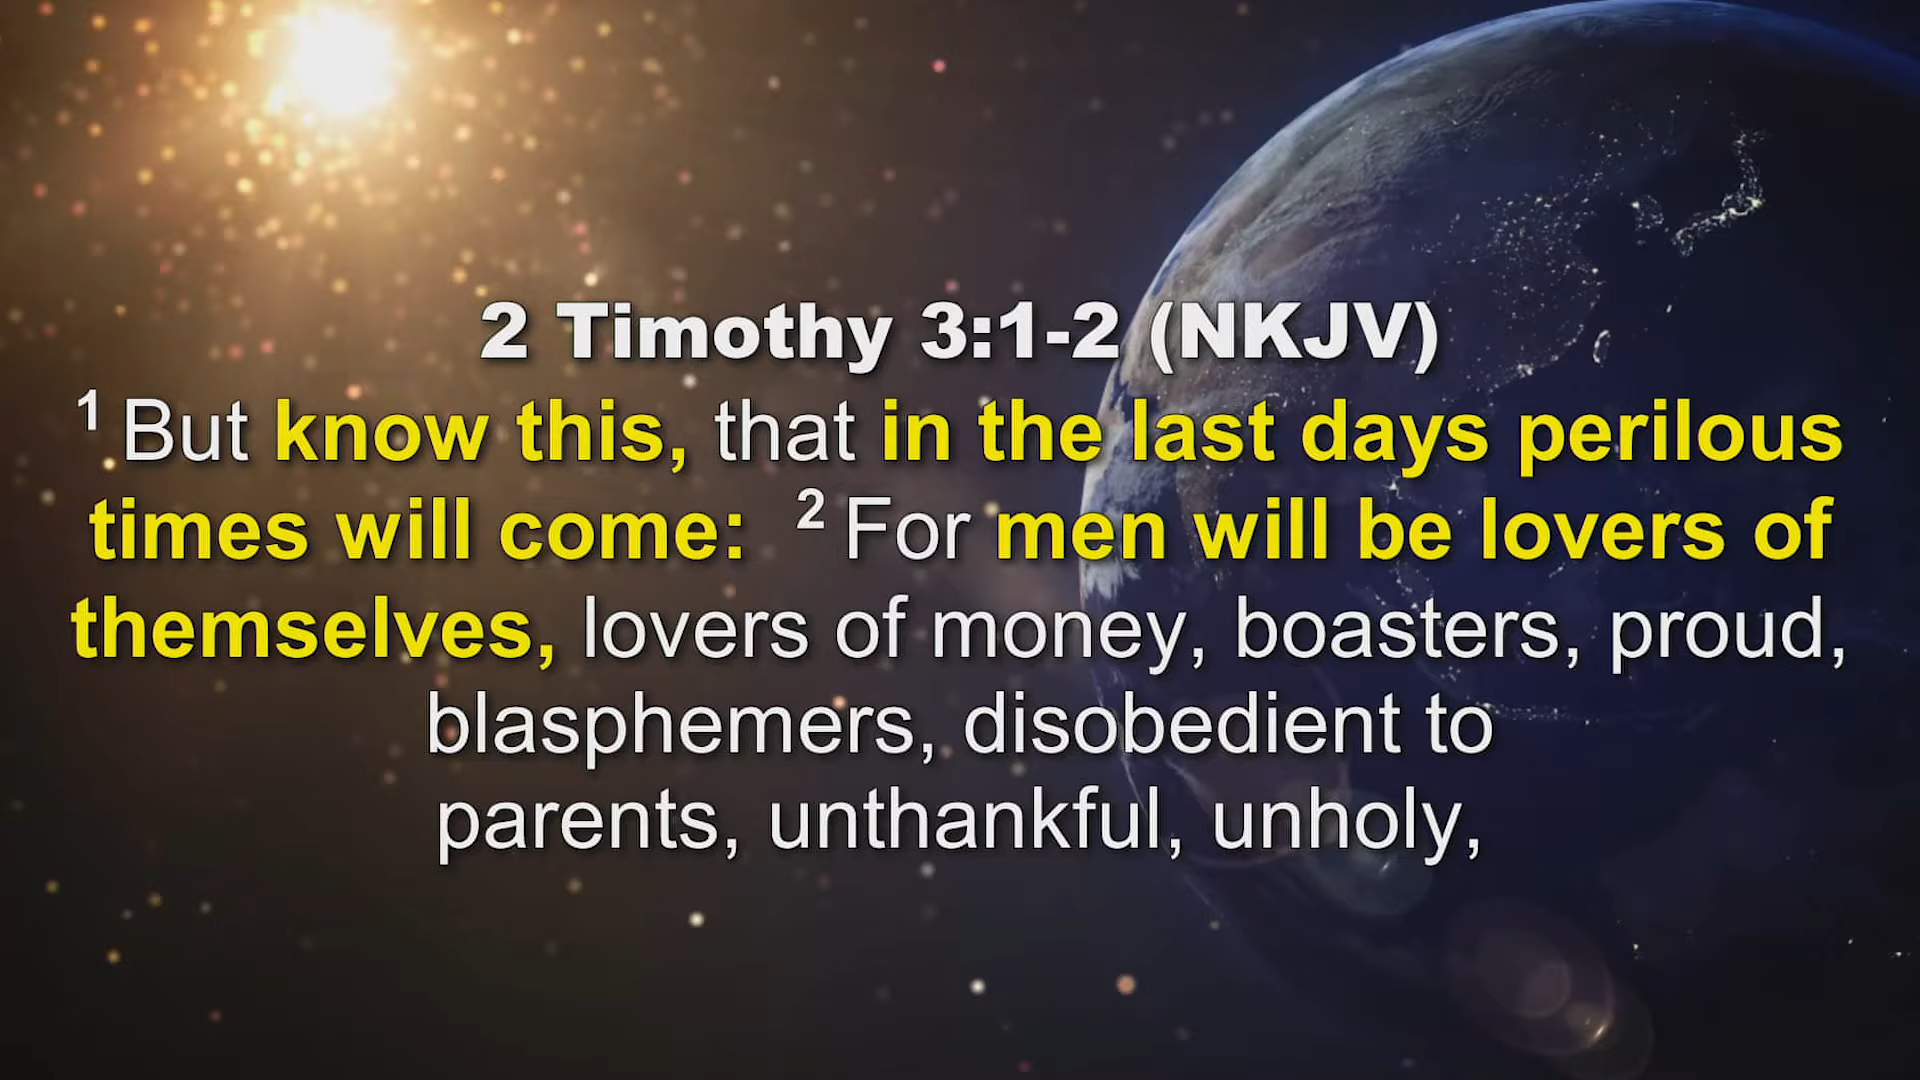 2 Timothy 3:1-2 (NKJV)
1 But know this, that in the last days perilous
times will come: 2 For men will be lovers of
themselves, lovers of money, boasters, proud,
blasphemers, disobedient to
parents, unthankful, unholy,